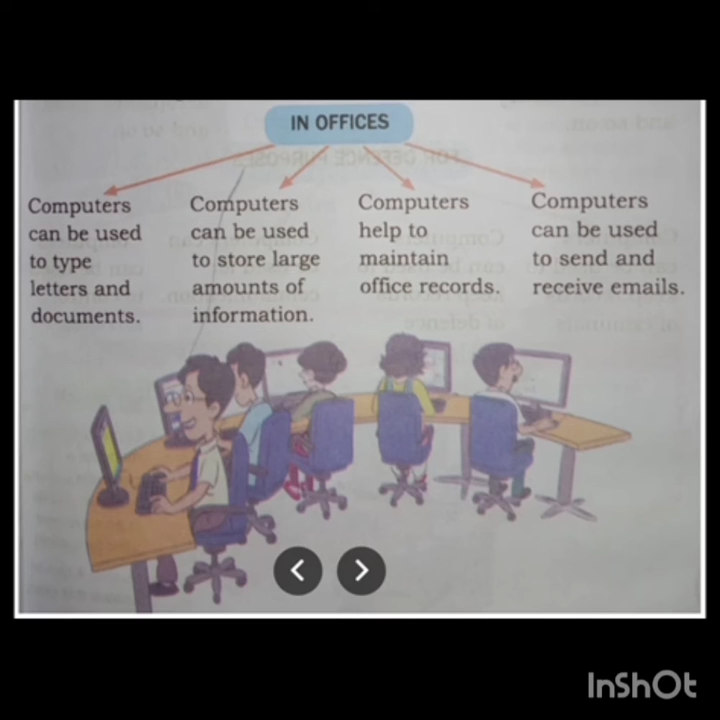 IN OFFICES
Computers
can be used
to type
letters and
documents.
Computers
can be used
to store large
amounts of
information.
Computers
help to
maintain
office records.
Computers
can be used
to send and
receive emails.
InShOt